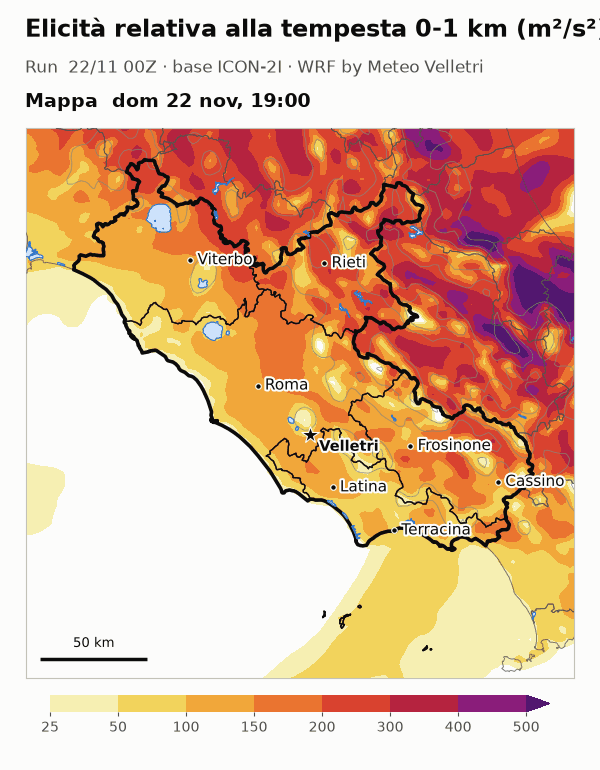 Elicità relativa alla tempesta 0-1 km (m²/s²)
Run 22/11 00Z · base ICON-2I · WRF by Meteo Velletri
Mappa dom 22 nov, 19:00
Viterbo
Rieti
Roma
Velletri
Frosinone
Latina
Cassino
Terracina
50 km
25 50 100 150 200 300 400 500